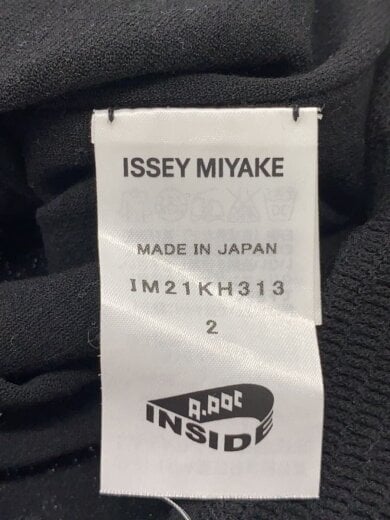 ISSEY MIYAKE
MADE IN JAPAN
IM21KH313
2
A.POC
INSIDE